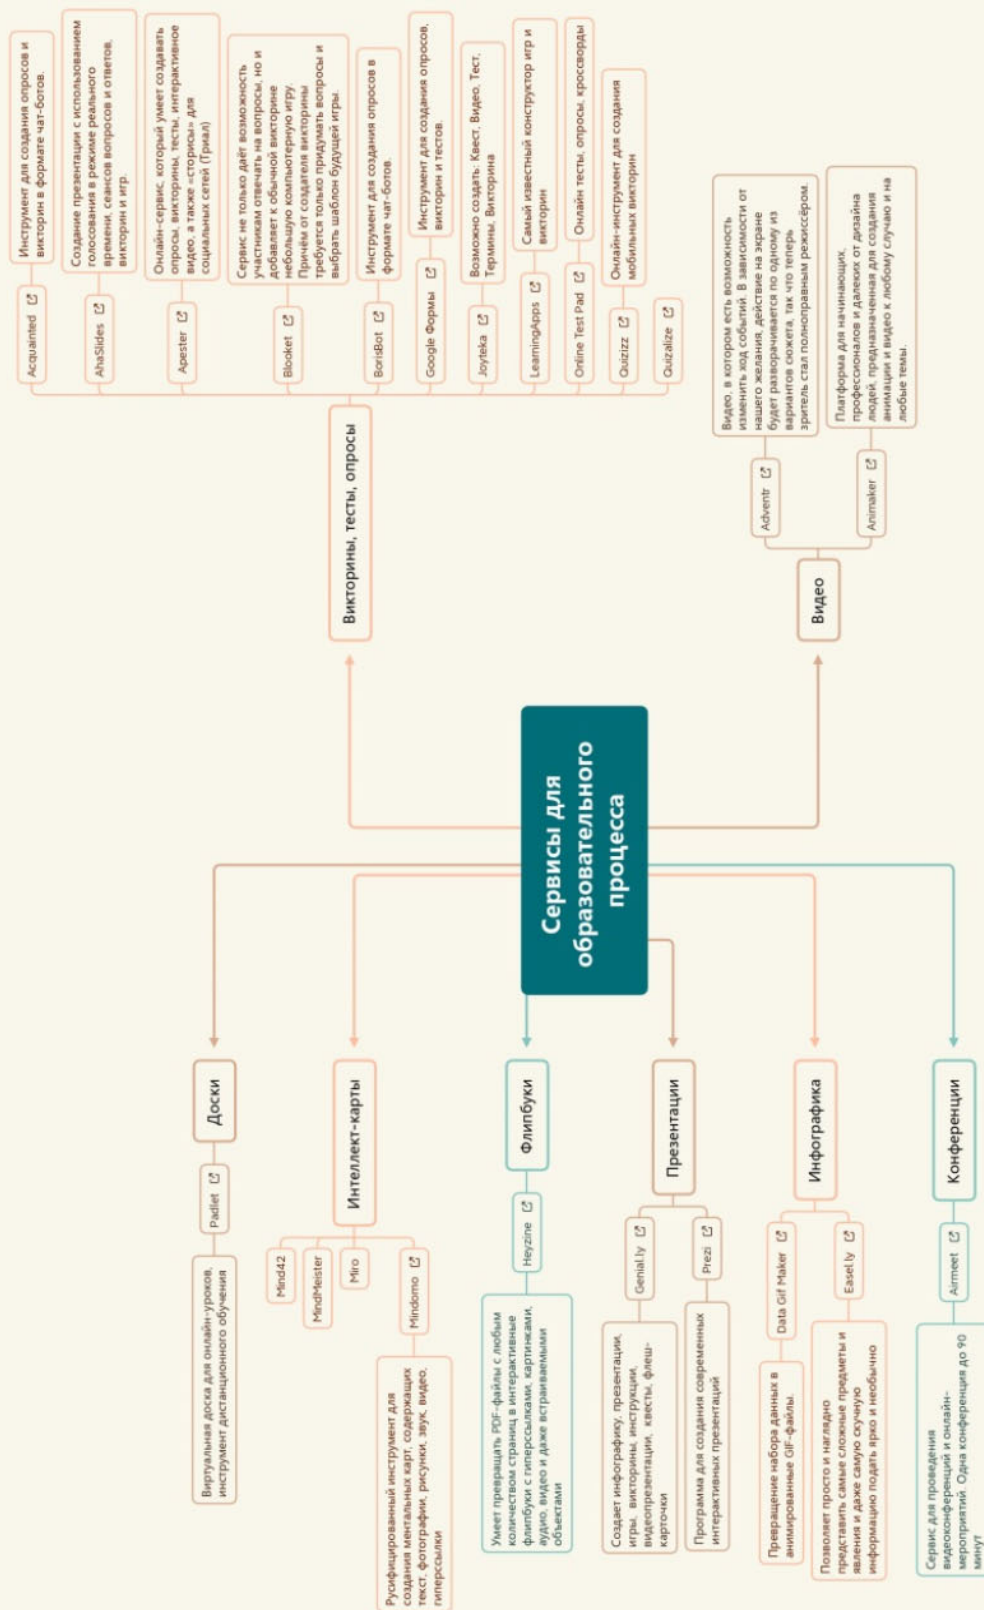 Сервисы для
образовательного
процесса
Доски
Padlet
Виртуальная доска для онлайн-уроков,
инструмент дистанционного обучения
Интеллект-карты
Mind42
MindMeister
Miro
Mindomo
Русифицированный инструмент для
создания ментальных карт, содержащих
текст, фотографии, рисунки, звук, видео,
гиперссылки
Флипбуки
Heyzine
Умеет превращать PDF-файлы с любым
количеством страниц в интерактивные
флипбуки с гиперссылками, картинками,
аудио, видео и даже встраиваемыми
объектами
Презентации
Genial.ly
Создает инфографику, презентации,
игры, викторины, инструкции,
видеопрезентации, квесты, флеш-
карточки
Prezi
Программа для создания современных
интерактивных презентаций
Инфографика
Data Gif Maker
Превращение набора данных в
анимированные GIF-файлы.
Easel.ly
Позволяет просто и наглядно
представить самые сложные предметы и
явления и даже самую скучную
информацию подать ярко и необычно
Конференции
Airmeet
Сервис для проведения
видеоконференций и онлайн-
мероприятий. Одна конференция до 90
минут
Викторины, тесты, опросы
Acquainted
Инструмент для создания опросов и
викторин в формате чат-ботов.
AhaSlides
Создание презентации с использованием
голосования в режиме реального
времени, сеансов вопросов и ответов,
викторин и игр.
Apester
Онлайн-сервис, который умеет создавать
опросы, викторины, тесты, интерактивное
видео, а также «сторисы» для
социальных сетей (Триал)
Blooket
Сервис не только даёт возможность
участникам отвечать на вопросы, но и
добавляет к обычной викторине
небольшую компьютерную игру.
Причём от создателя викторины
требуется только придумать вопросы и
выбрать шаблон будущей игры.
BorisBot
Инструмент для создания опросов в
формате чат-ботов.
Google Формы
Инструмент для создания опросов,
викторин и тестов.
Joyteka
Возможно создать: Квест, Видео, Тест,
Термины, Викторина
LearningApps
Самый известный конструктор игр и
викторин
Online Test Pad
Онлайн тесты, опросы, кроссворды
Quizizz
Онлайн-инструмент для создания
мобильных викторин
Quizalize
Видео
Adventr
Видео, в котором есть возможность
изменить ход событий. В зависимости от
нашего желания, действие на экране
будет разворачивается по одному из
вариантов сюжета, так что теперь
зритель стал полноправным режиссёром.
Animaker
Платформа для начинающих,
профессионалов и далеких от дизайна
людей, предназначенная для создания
анимации и видео к любому случаю и на
любые темы.